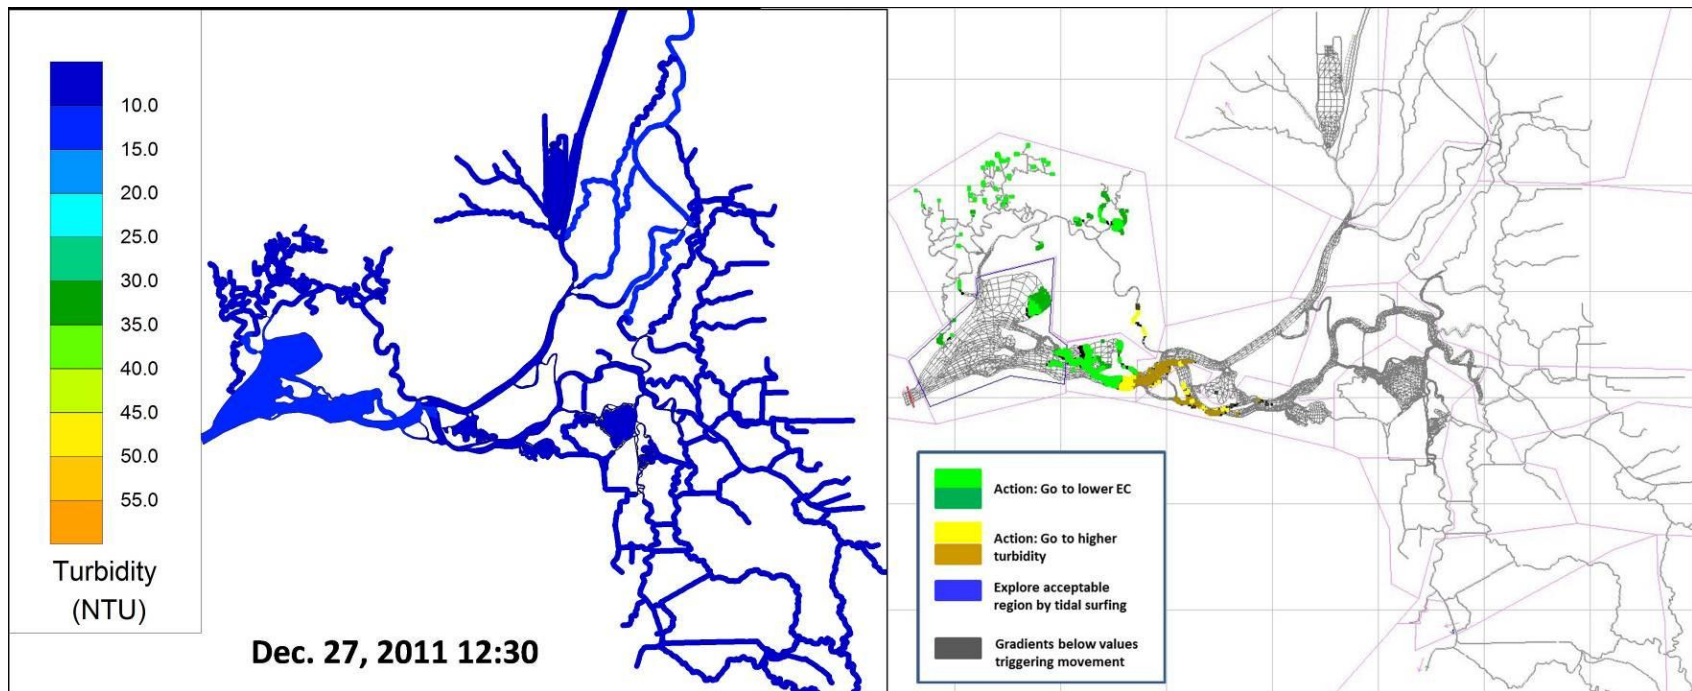 10.0
15.0
20.0
25.0
30.0
35.0
40.0
45.0
50.0
55.0
Turbidity
(NTU)
Dec. 27, 2011 12:30
Action: Go to lower EC
Action: Go to higher
turbidity
Explore acceptable
region by tidal surfing
Gradients below values
triggering movement